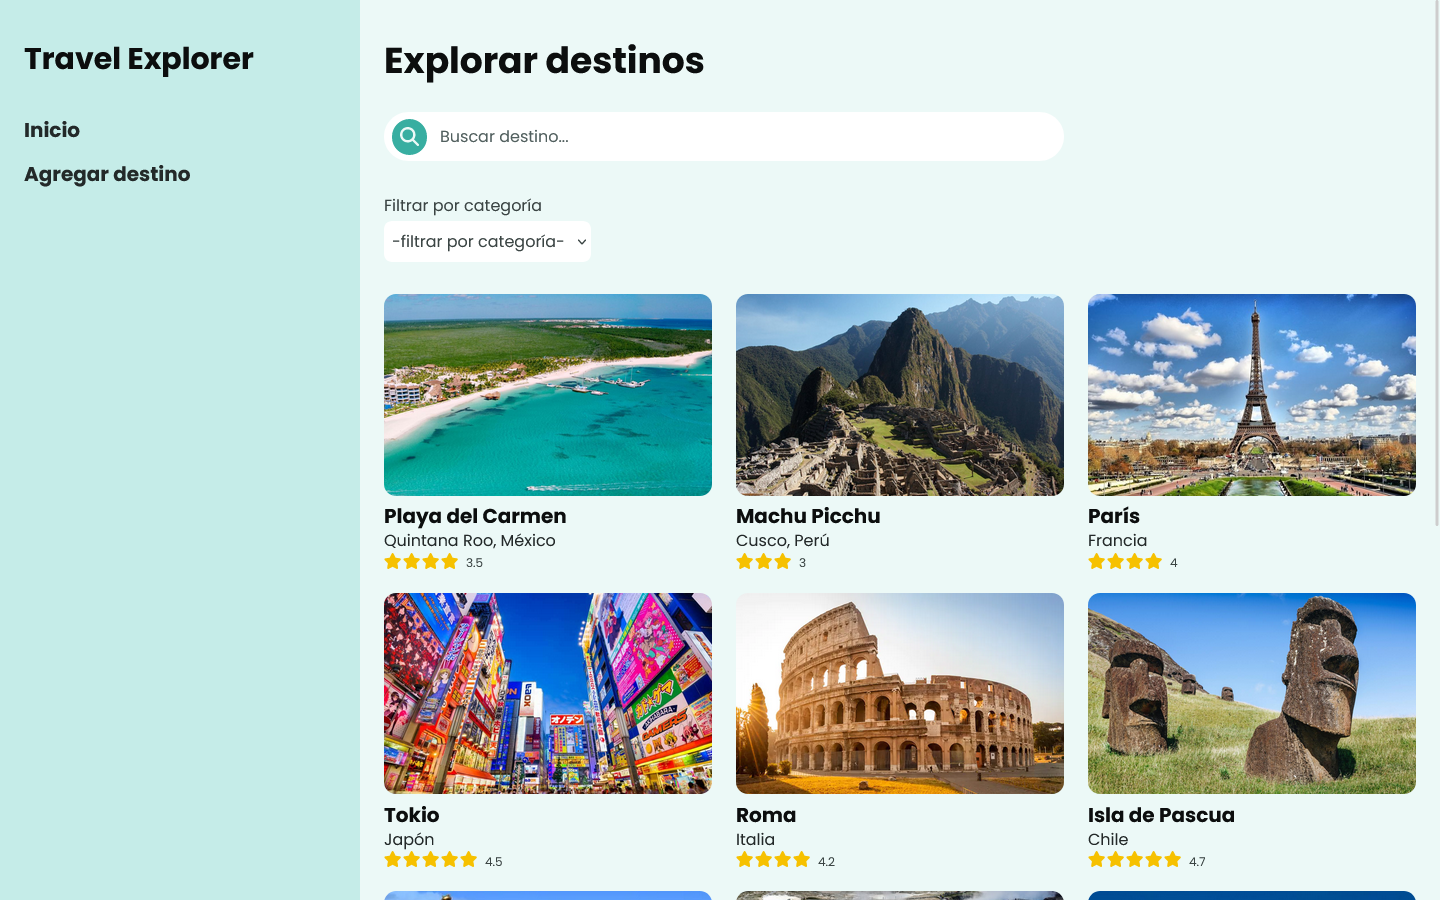 Travel Explorer
Inicio
Agregar destino
Explorar destinos
Buscar destino...
Filtrar por categoría
-filtrar por categoría-
Playa del Carmen
Quintana Roo, México
3.5
Machu Picchu
Cusco, Perú
3
París
Francia
4
Tokio
Japón
4.5
Roma
Italia
4.2
Isla de Pascua
Chile
4.7